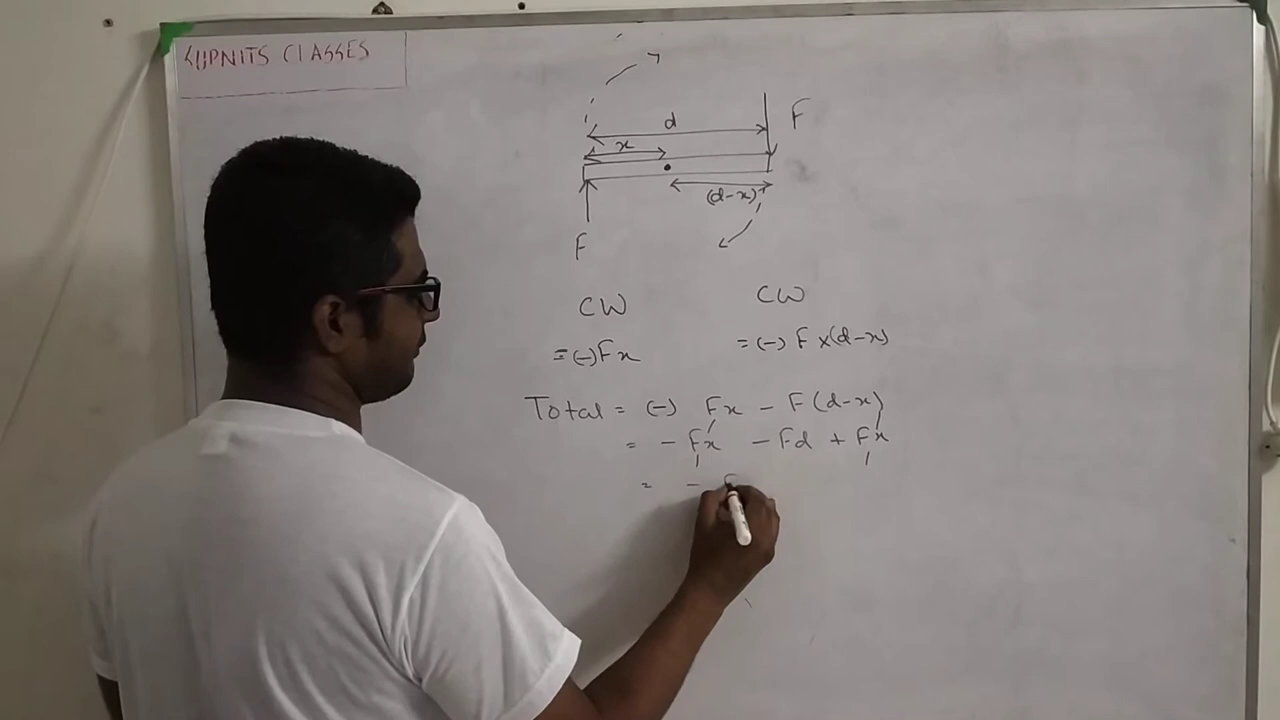 SUPNITS CLASSES
d
F
x
(d-x)
F
CW
CW
=(-)Fx
=(-) F x(d-x)
Total = (-) Fx - F(d-x)
= - Fx - Fd + Fx
= -